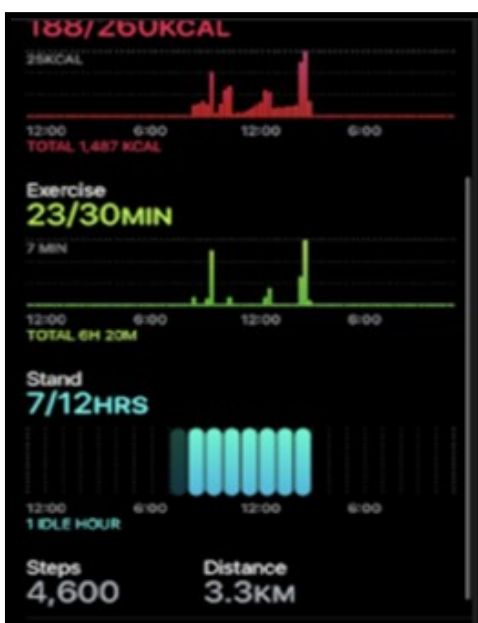 188/260KCAL
25KCAL
12:00 6:00 12:00 6:00
TOTAL 1,487 KCAL
Exercise
23/30MIN
7 MIN
12:00 6:00 12:00 6:00
TOTAL 6H 20M
Stand
7/12HRS
12:00 6:00 12:00 6:00
1 IDLE HOUR
Steps Distance
4,600 3.3KM